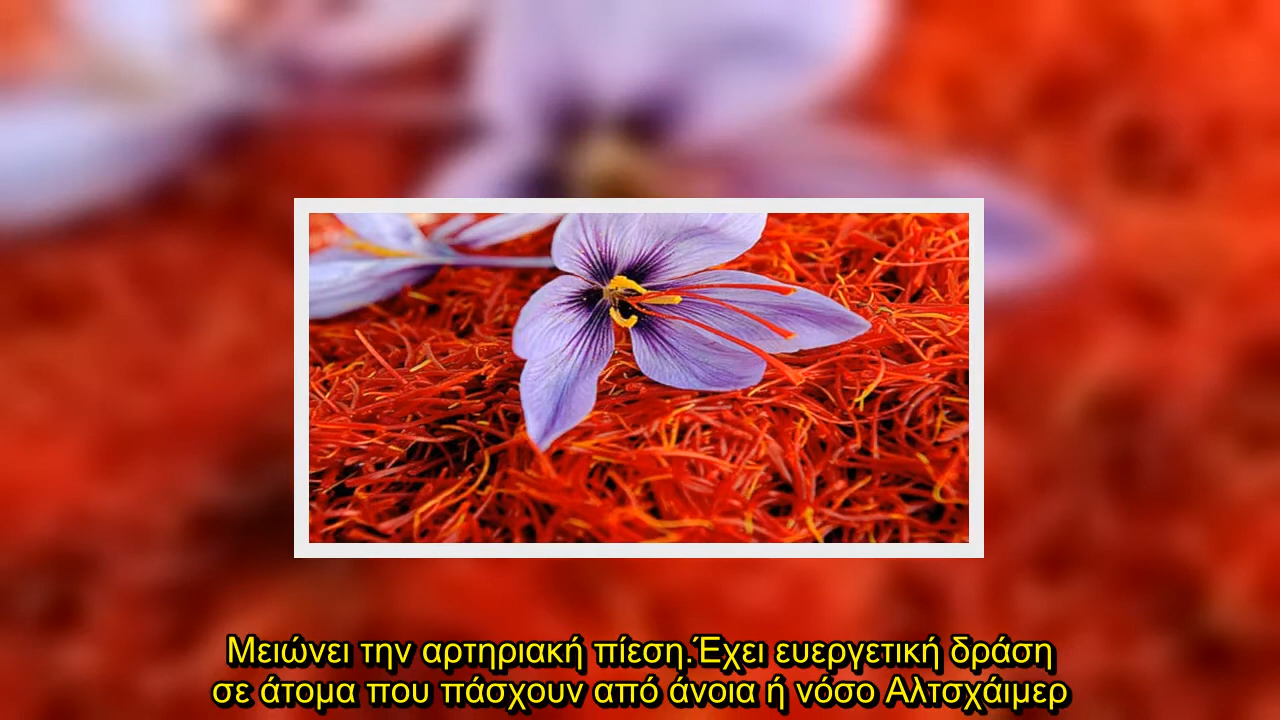 Μειώνει την αρτηριακή πίεση.Έχει ευεργετική δράση
σε άτομα που πάσχουν από άνοια ή νόσο Αλτσχάιμερ